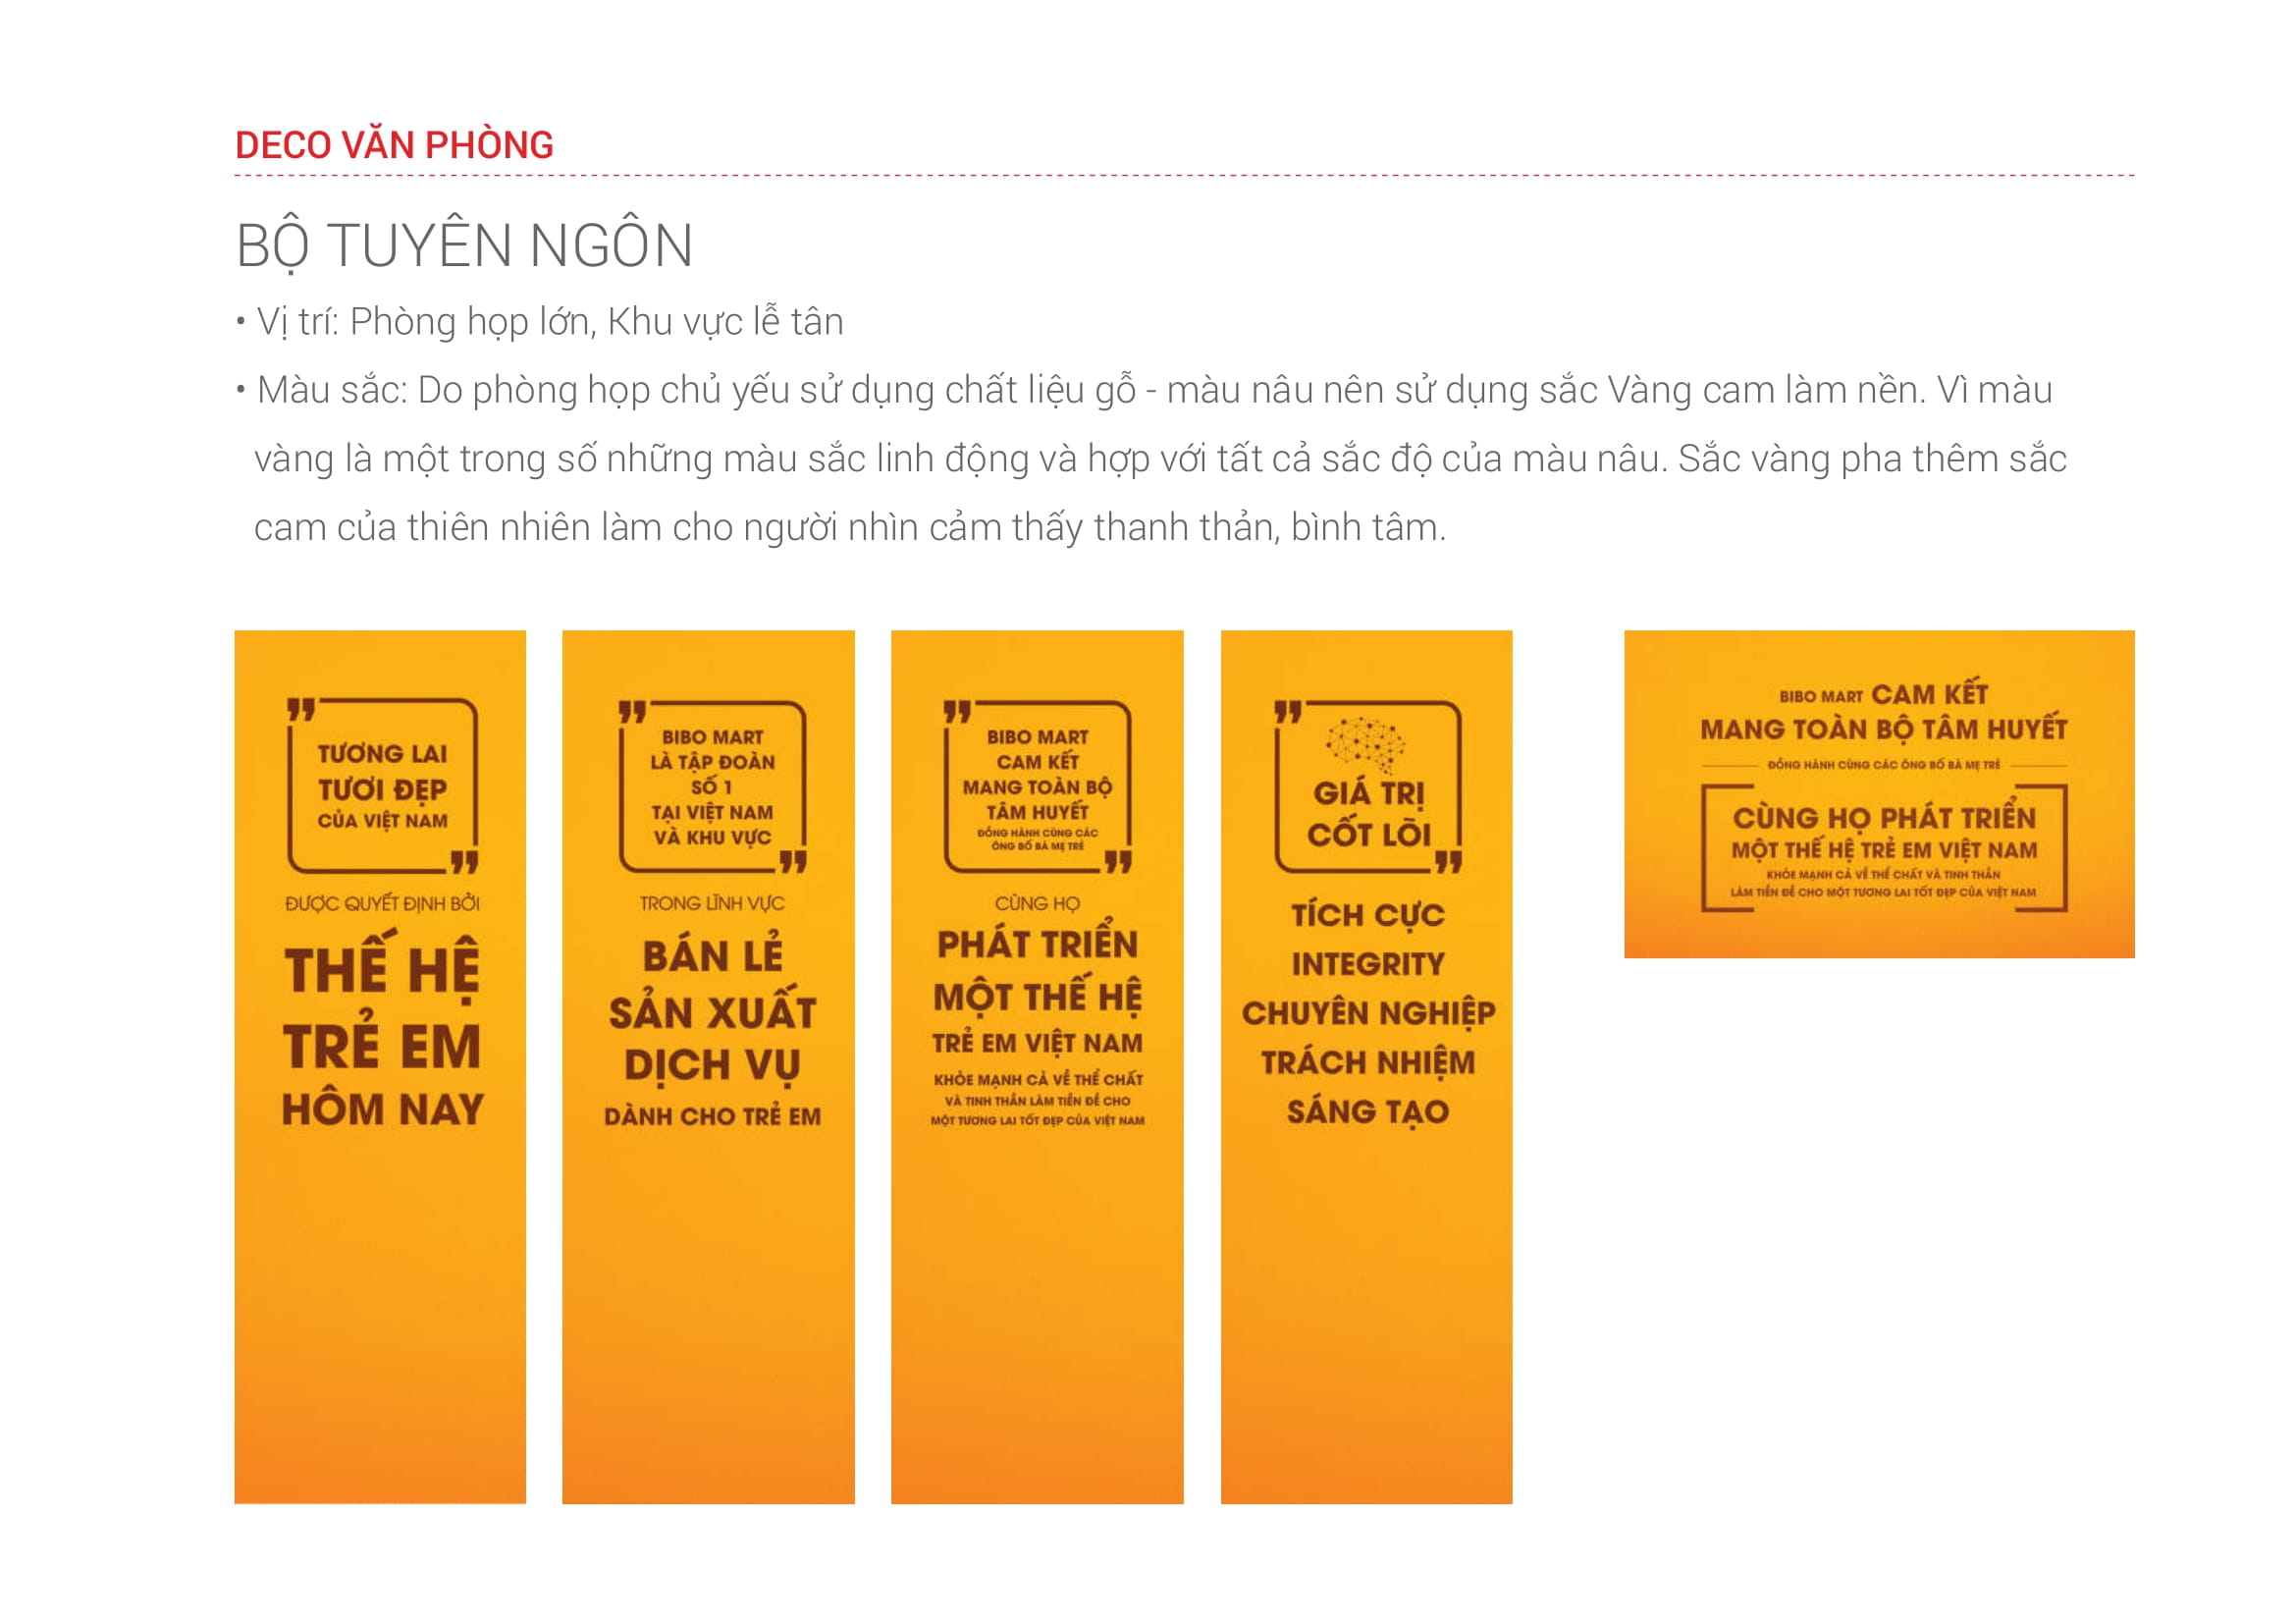 DECO VĂN PHÒNG
BỘ TUYÊN NGÔN
• Vị trí: Phòng họp lớn, Khu vực lễ tân
• Màu sắc: Do phòng họp chủ yếu sử dụng chất liệu gỗ - màu nâu nên sử dụng sắc Vàng cam làm nền. Vì màu
vàng là một trong số những màu sắc linh động và hợp với tất cả sắc độ của màu nâu. Sắc vàng pha thêm sắc
cam của thiên nhiên làm cho người nhìn cảm thấy thanh thản, bình tâm.
TƯƠNG LAI
TƯƠI ĐẸP
CỦA VIỆT NAM
ĐƯỢC QUYẾT ĐỊNH BỞI
THẾ HỆ
TRẺ EM
HÔM NAY
BIBO MART
LÀ TẬP ĐOÀN
SỐ 1
TẠI VIỆT NAM
VÀ KHU VỰC
TRONG LĨNH VỰC
BÁN LẺ
SẢN XUẤT
DỊCH VỤ
DÀNH CHO TRẺ EM
BIBO MART
CAM KẾT
MANG TOÀN BỘ
TÂM HUYẾT
ĐỒNG HÀNH CÙNG CÁC
ÔNG BỐ BÀ MẸ TRẺ
CÙNG HỌ
PHÁT TRIỂN
MỘT THẾ HỆ
TRẺ EM VIỆT NAM
KHỎE MẠNH CẢ VỀ THỂ CHẤT
VÀ TINH THẦN LÀM TIỀN ĐỀ CHO
MỘT TƯƠNG LAI TỐT ĐẸP CỦA VIỆT NAM
GIÁ TRỊ
CỐT LÕI
TÍCH CỰC
INTEGRITY
CHUYÊN NGHIỆP
TRÁCH NHIỆM
SÁNG TẠO
BIBO MART CAM KẾT
MANG TOÀN BỘ TÂM HUYẾT
ĐỒNG HÀNH CÙNG CÁC ÔNG BỐ BÀ MẸ TRẺ
CÙNG HỌ PHÁT TRIỂN
MỘT THẾ HỆ TRẺ EM VIỆT NAM
KHỎE MẠNH CẢ VỀ THỂ CHẤT VÀ TINH THẦN
LÀM TIỀN ĐỀ CHO MỘT TƯƠNG LAI TỐT ĐẸP CỦA VIỆT NAM